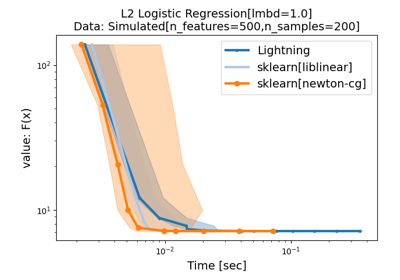 L2 Logistic Regression[lmbd=1.0]
Data: Simulated[n_features=500,n_samples=200]
value: F(x)
10²
10¹
Lightning
sklearn[liblinear]
sklearn[newton-cg]
10⁻²
10⁻¹
Time [sec]